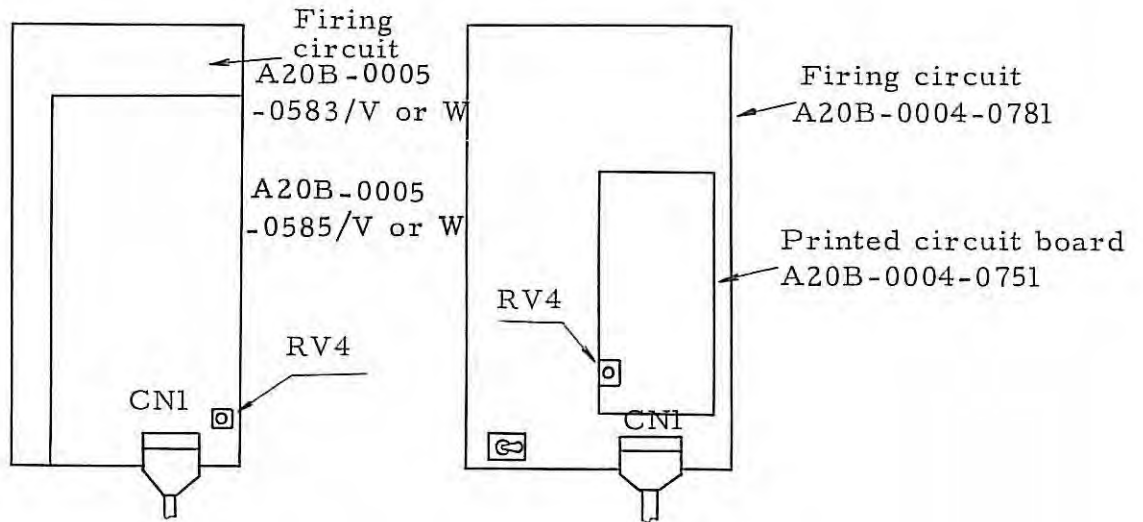 Firing
circuit
A20B-0005
-0583/V or W
A20B-0005
-0585/V or W
RV4
CN1
Firing circuit
A20B-0004-0781
Printed circuit board
A20B-0004-0751
RV4
CN1